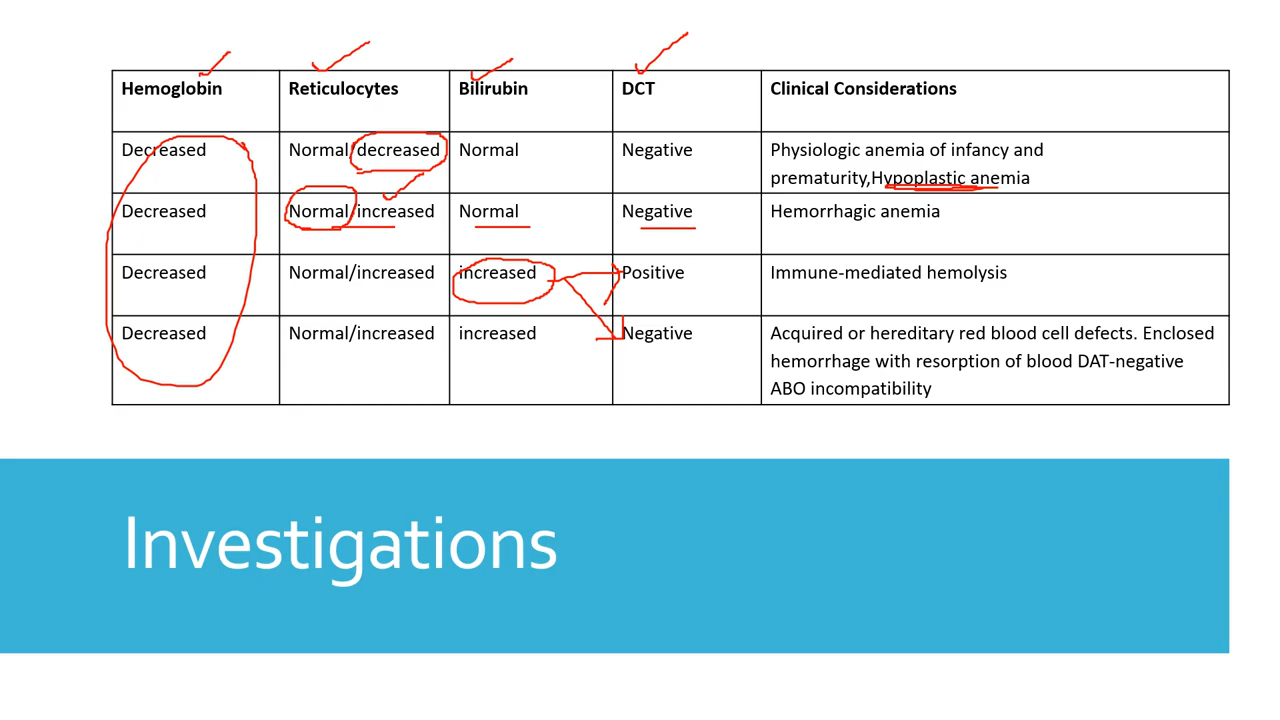 Hemoglobin Reticulocytes Bilirubin DCT Clinical Considerations
Decreased Normal/decreased Normal Negative Physiologic anemia of infancy and
prematurity,Hypoplastic anemia
Decreased Normal/increased Normal Negative Hemorrhagic anemia
Decreased Normal/increased increased Positive Immune-mediated hemolysis
Decreased Normal/increased increased Negative Acquired or hereditary red blood cell defects. Enclosed
hemorrhage with resorption of blood DAT-negative
ABO incompatibility
Investigations